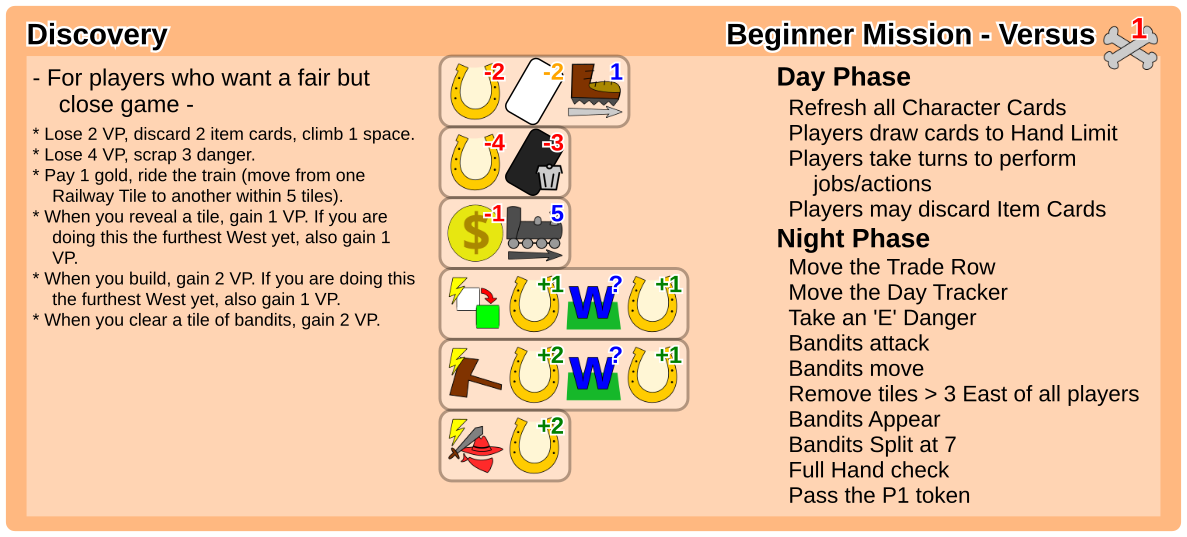 Discovery
Beginner Mission - Versus
1
- For players who want a fair but
close game -
* Lose 2 VP, discard 2 item cards, climb 1 space.
* Lose 4 VP, scrap 3 danger.
* Pay 1 gold, ride the train (move from one
Railway Tile to another within 5 tiles).
* When you reveal a tile, gain 1 VP. If you are
doing this the furthest West yet, also gain 1
VP.
* When you build, gain 2 VP. If you are doing this
the furthest West yet, also gain 1 VP.
* When you clear a tile of bandits, gain 2 VP.
-2 -2 1
-4 -3
$ -1 5
+1 W ? +1
+2 W ? +1
+2
Day Phase
Refresh all Character Cards
Players draw cards to Hand Limit
Players take turns to perform
jobs/actions
Players may discard Item Cards
Night Phase
Move the Trade Row
Move the Day Tracker
Take an 'E' Danger
Bandits attack
Bandits move
Remove tiles > 3 East of all players
Bandits Appear
Bandits Split at 7
Full Hand check
Pass the P1 token